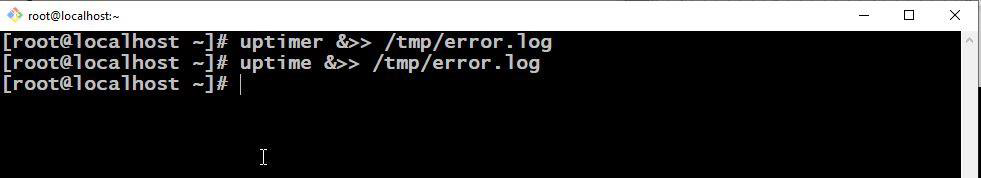 root@localhost:~
[root@localhost ~]# uptimer &>> /tmp/error.log
[root@localhost ~]# uptime &>> /tmp/error.log
[root@localhost ~]#